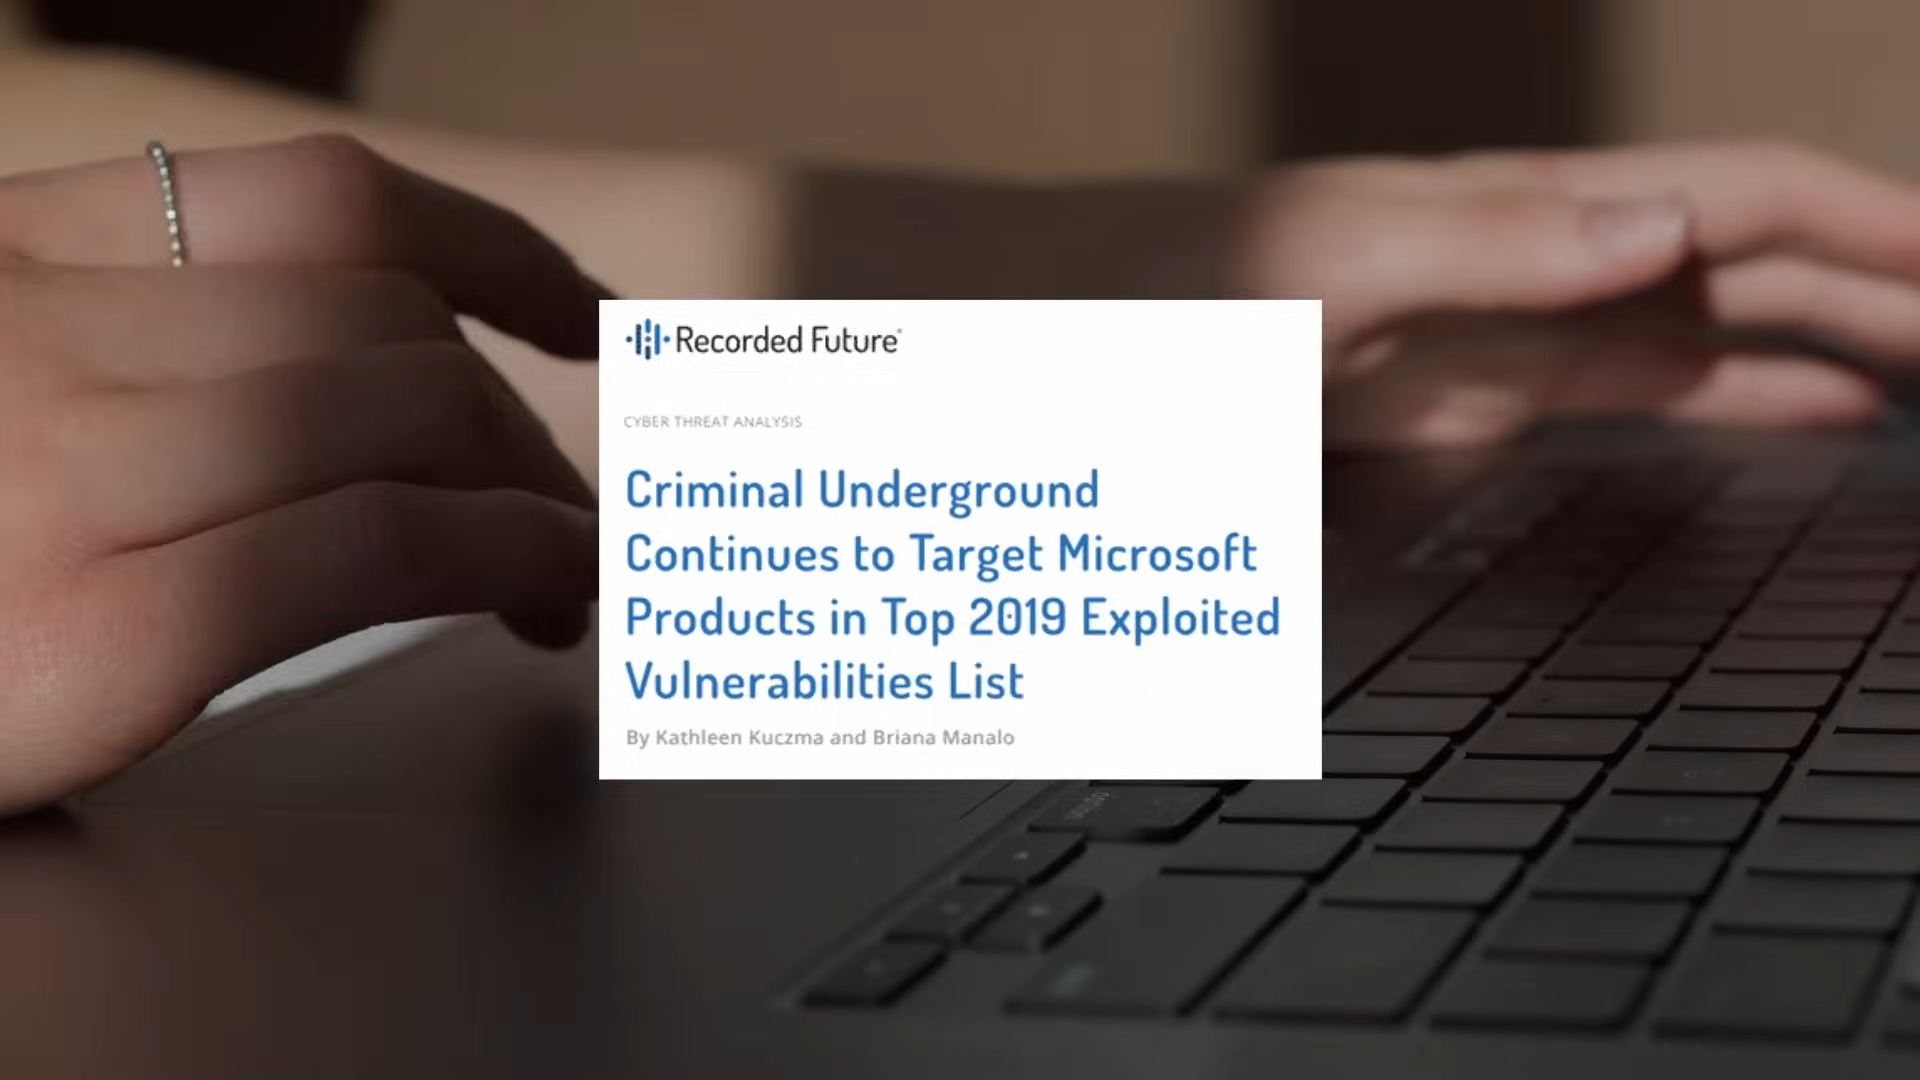 Recorded Future®
CYBER THREAT ANALYSIS
Criminal Underground
Continues to Target Microsoft
Products in Top 2019 Exploited
Vulnerabilities List
By Kathleen Kuczma and Briana Manalo